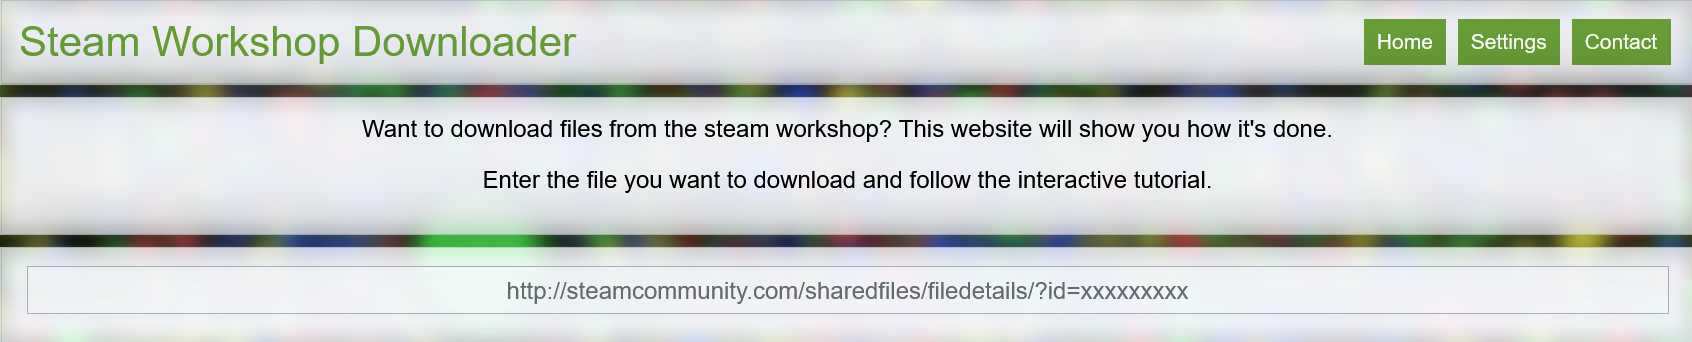 Steam Workshop Downloader
Home
Settings
Contact
Want to download files from the steam workshop? This website will show you how it's done.
Enter the file you want to download and follow the interactive tutorial.
http://steamcommunity.com/sharedfiles/filedetails/?id=xxxxxxxxx